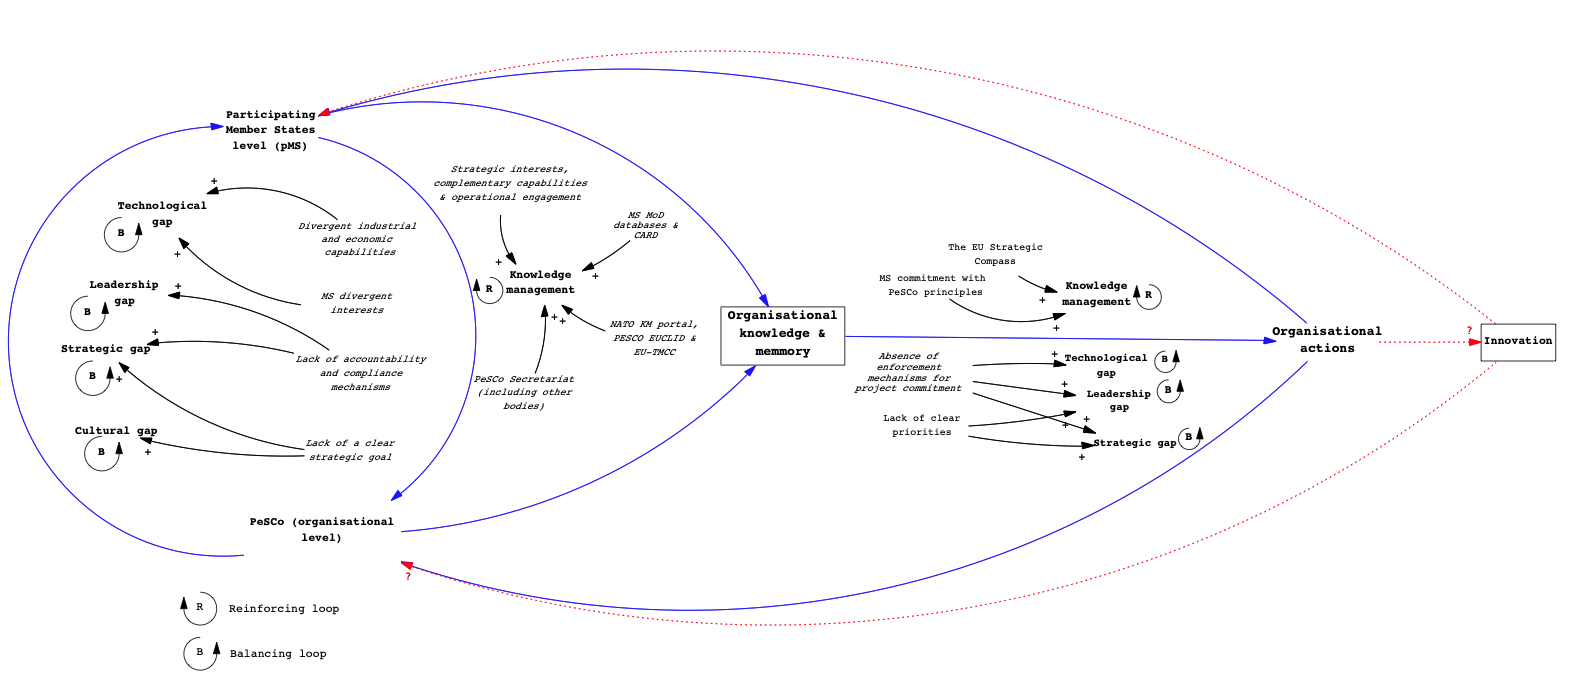 Participating
Member States
level (pMS)
+
Technological
gap
B
+
Divergent industrial
and economic
capabilities
Leadership
gap
B
+
MS divergent
interests
+
Strategic gap
B
+
Lack of accountability
and compliance
mechanisms
Cultural gap
B
+
Lack of a clear
strategic goal
Strategic interests,
complementary capabilities
& operational engagement
MS MoD
databases &
CARD
+
+
Knowledge
management
R
+
+
NATO KM portal,
PESCO EUCLID &
EU-TMCC
PeSCo Secretariat
(including other
bodies)
PeSCo (organisational
level)
?
Organisational
knowledge &
memmory
The EU Strategic
Compass
MS commitment with
PeSCo principles
+
+
Knowledge
management
R
Absence of
enforcement
mechanisms for
project commitment
Lack of clear
priorities
+
Technological
gap
B
+
Leadership
gap
B
+
+
Strategic gap
B
+
Organisational
actions
?
Innovation
R
Reinforcing loop
B
Balancing loop